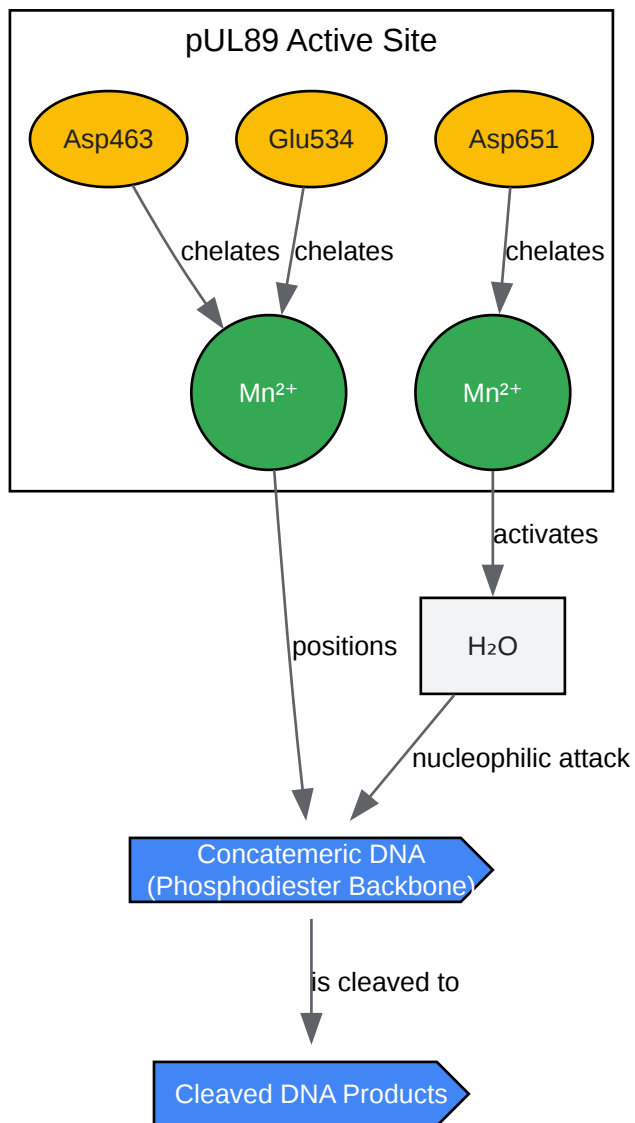 pUL89 Active Site
Asp463
Glu534
Asp651
chelates
chelates
chelates
Mn²⁺
Mn²⁺
activates
positions
H₂O
nucleophilic attack
Concatemeric DNA
(Phosphodiester Backbone)
is cleaved to
Cleaved DNA Products